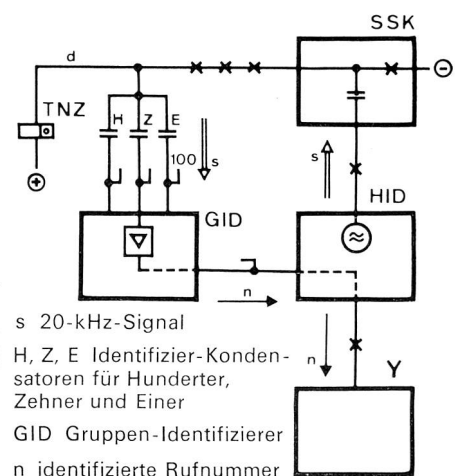 SSK
d
TNZ
H Z E
100
s
s
GID
HID
n
s 20-kHz-Signal
n
Y
H, Z, E Identifizier-Konden-
satoren für Hunderter,
Zehner und Einer
GID Gruppen-Identifizierer
n identifizierte Rufnummer